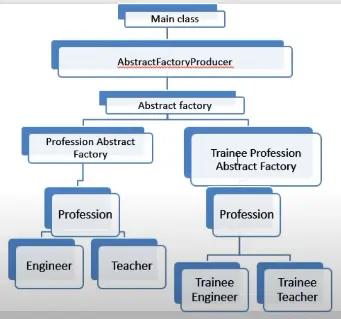 Main class
AbstractFactoryProducer
Abstract factory
Profession Abstract
Factory
Trainee Profession
Abstract Factory
Profession
Profession
Engineer
Teacher
Trainee
Engineer
Trainee
Teacher